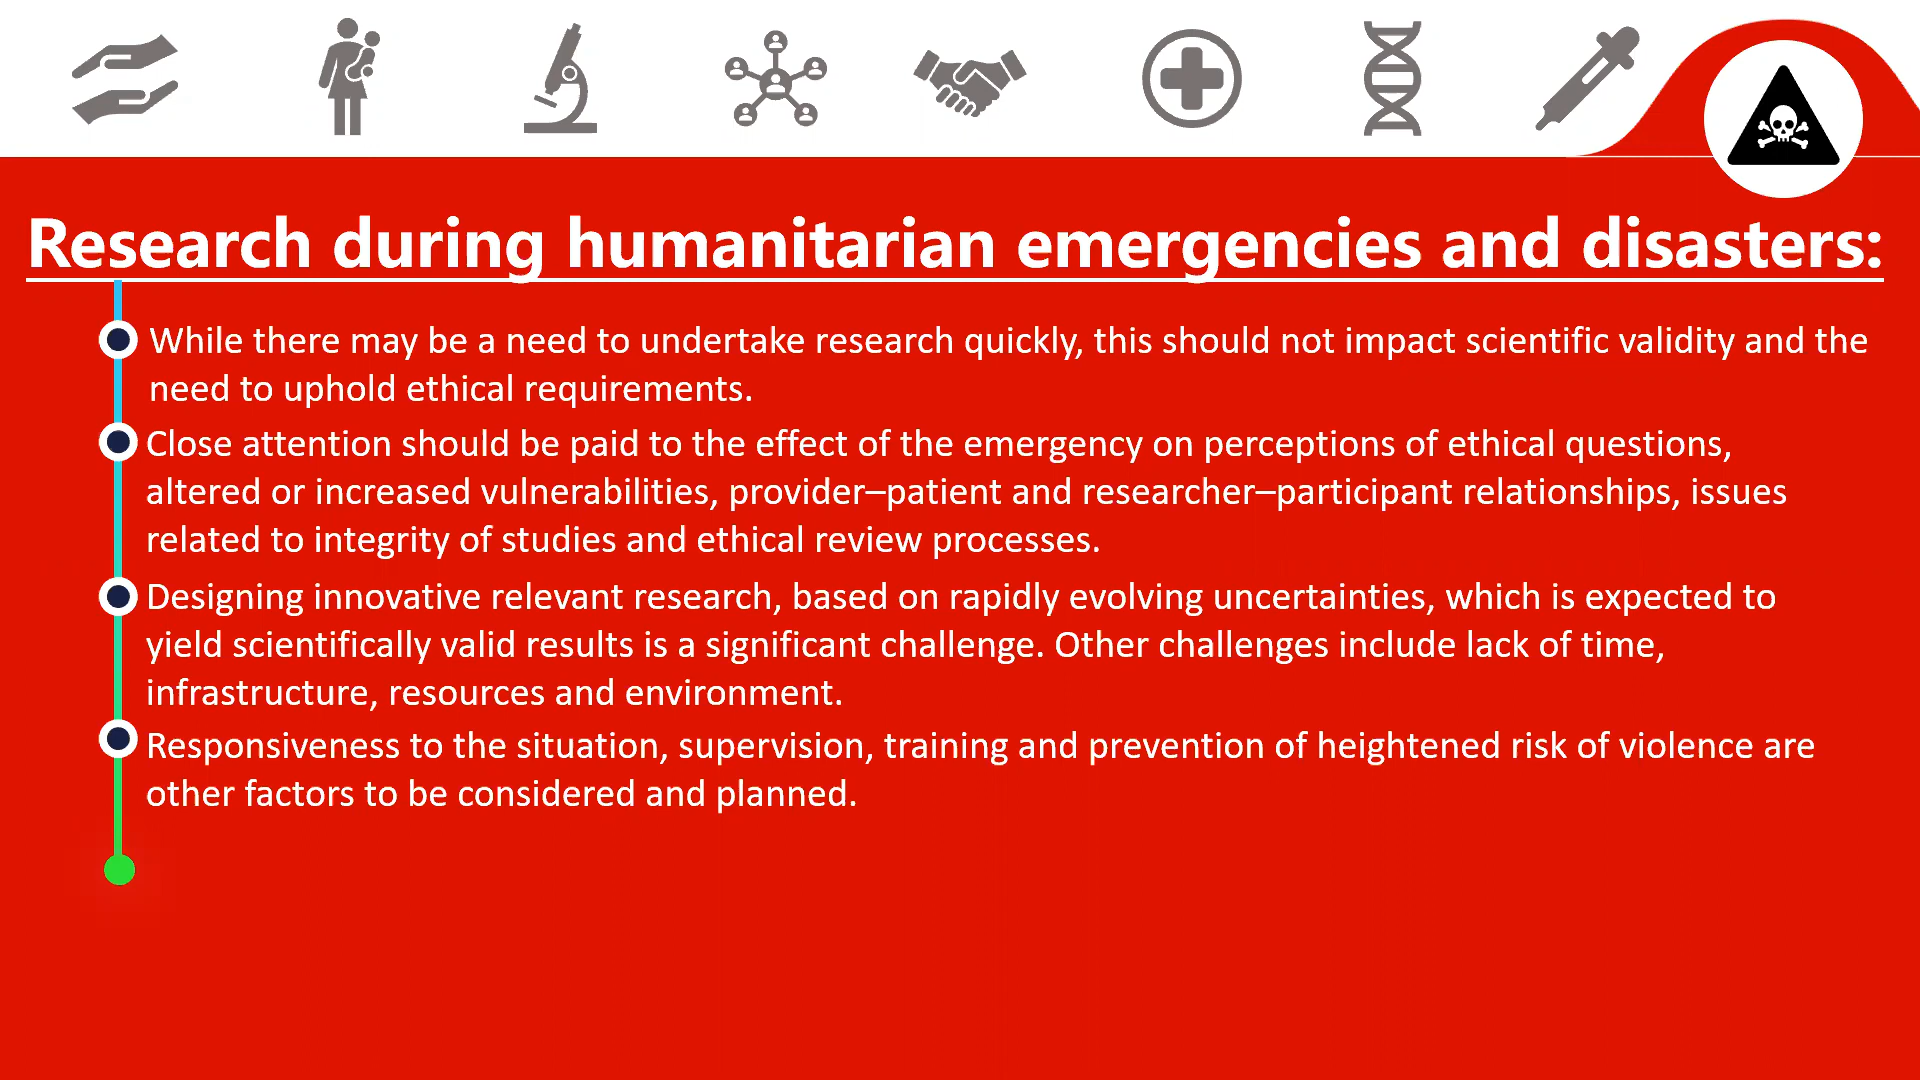 Research during humanitarian emergencies and disasters:
While there may be a need to undertake research quickly, this should not impact scientific validity and the
need to uphold ethical requirements.
Close attention should be paid to the effect of the emergency on perceptions of ethical questions,
altered or increased vulnerabilities, provider–patient and researcher–participant relationships, issues
related to integrity of studies and ethical review processes.
Designing innovative relevant research, based on rapidly evolving uncertainties, which is expected to
yield scientifically valid results is a significant challenge. Other challenges include lack of time,
infrastructure, resources and environment.
Responsiveness to the situation, supervision, training and prevention of heightened risk of violence are
other factors to be considered and planned.